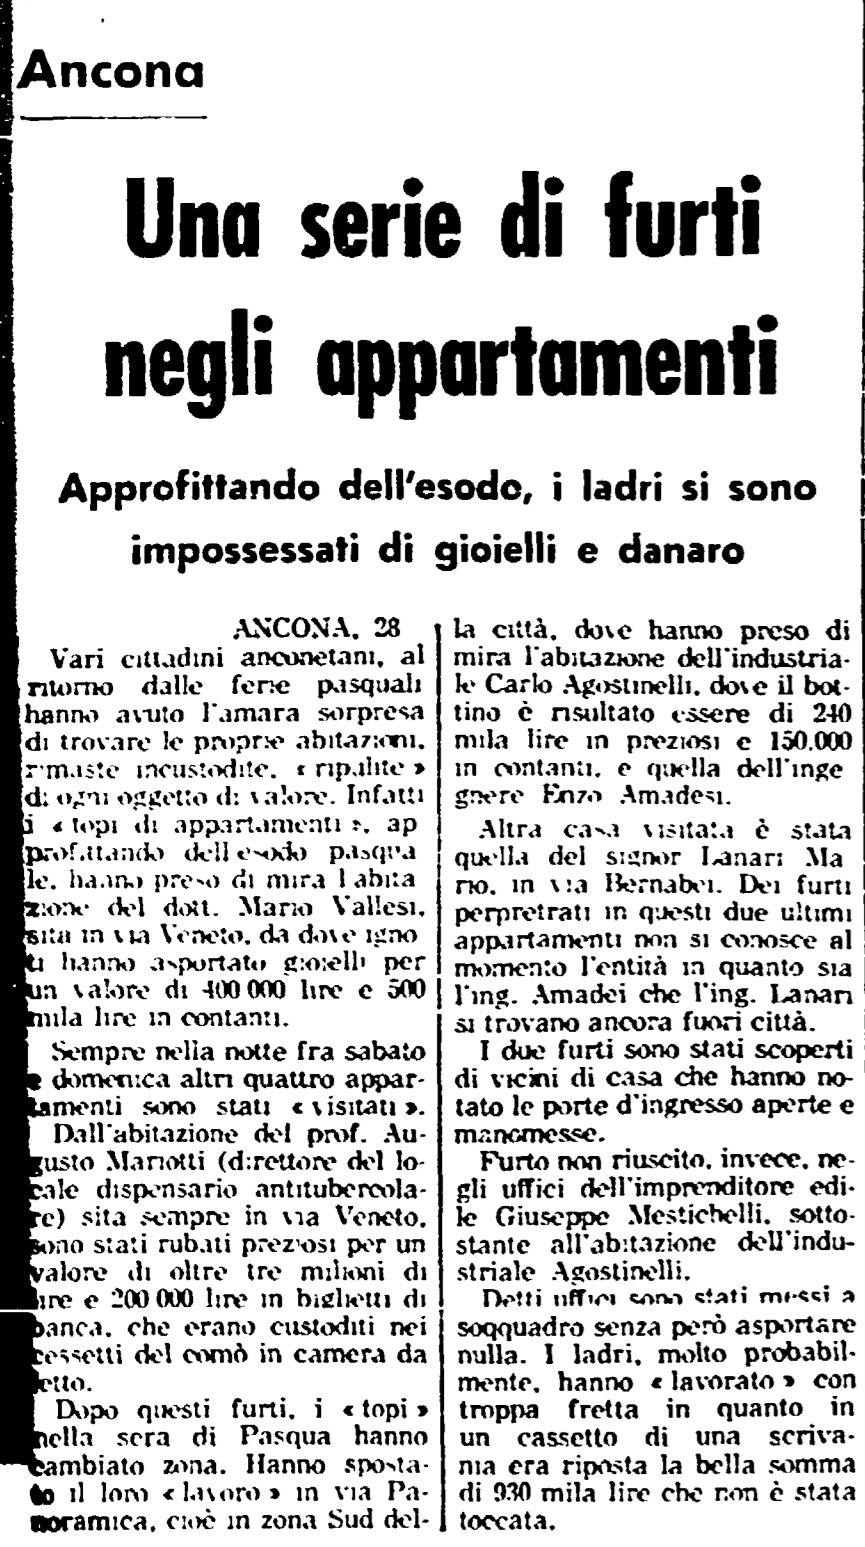 Ancona
Una serie di furti
negli appartamenti
Approfittando dell'esodo, i ladri si sono
impossessati di gioielli e danaro
ANCONA, 28
Vari cittadini anconetani, al
ritorno dalle ferie pasquali
hanno avuto l'amara sorpresa
di trovare le proprie abitazioni,
rimaste incustodite, « ripulite »
di ogni oggetto di valore. Infatti
i « topi di appartamenti », ap
profittando dell'esodo pasqua
le, hanno preso di mira l'abita
zione del dott. Mario Vallesi,
sita in via Veneto, da dove igno
ti hanno asportato gioielli per
un valore di 400 000 lire e 500
mila lire in contanti.
Sempre nella notte fra sabato
e domenica altri quattro appar-
tamenti sono stati « visitati ».
Dall'abitazione del prof. Au-
gusto Mariotti (direttore del lo-
cale dispensario antitubercola-
re) sita sempre in via Veneto,
sono stati rubati preziosi per un
valore di oltre tre milioni di
lire e 200 000 lire in biglietti di
banca, che erano custoditi nei
cessetti del comò in camera da
letto.
Dopo questi furti, i « topi »
nella sera di Pasqua hanno
cambiato zona. Hanno sposta-
to il loro « lavoro » in via Pa-
noramica, cioè in zona Sud del-
la città, dove hanno preso di
mira l'abitazione dell'industria-
le Carlo Agostinelli, dove il bot-
tino è risultato essere di 240
mila lire in preziosi e 150.000
in contanti, e quella dell'inge
gnere Enzo Amadesi.
Altra casa visitata è stata
quella del signor Lanari Ma
rio, in via Bernabei. Dei furti
perpretrati in questi due ultimi
appartamenti non si conosce al
momento l'entità in quanto sia
l'ing. Amadei che l'ing. Lanari
si trovano ancora fuori città.
I due furti sono stati scoperti
di vicini di casa che hanno no-
tato le porte d'ingresso aperte e
manomesse.
Furto non riuscito, invece, ne-
gli uffici dell'imprenditore edi-
le Giuseppe Mestichelli, sotto-
stante all'abitazione dell'indu-
striale Agostinelli.
Detti uffici sono stati messi a
soqquadro senza però asportare
nulla. I ladri, molto probabil-
mente, hanno « lavorato » con
troppa fretta in quanto in
un cassetto di una scriva-
nia era riposta la bella somma
di 930 mila lire che non è stata
toccata.